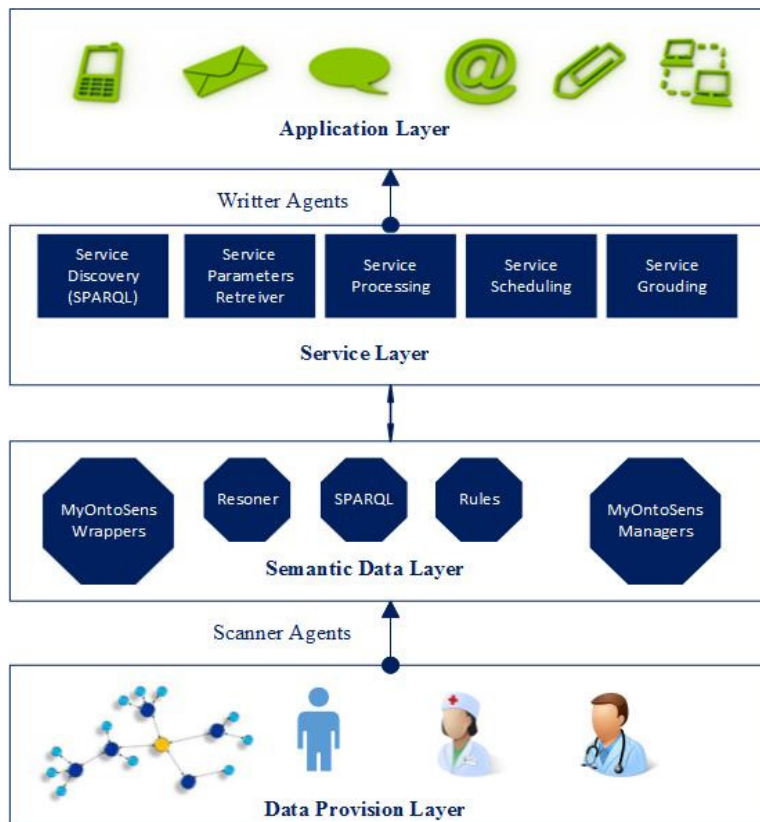 @
Application Layer
Writter Agents
Service
Discovery
(SPARQL)
Service
Parameters
Retreiver
Service
Processing
Service
Scheduling
Service
Grouding
Service Layer
MyOntoSens
Wrappers
Resoner
SPARQL
Rules
MyOntoSens
Managers
Semantic Data Layer
Scanner Agents
Data Provision Layer